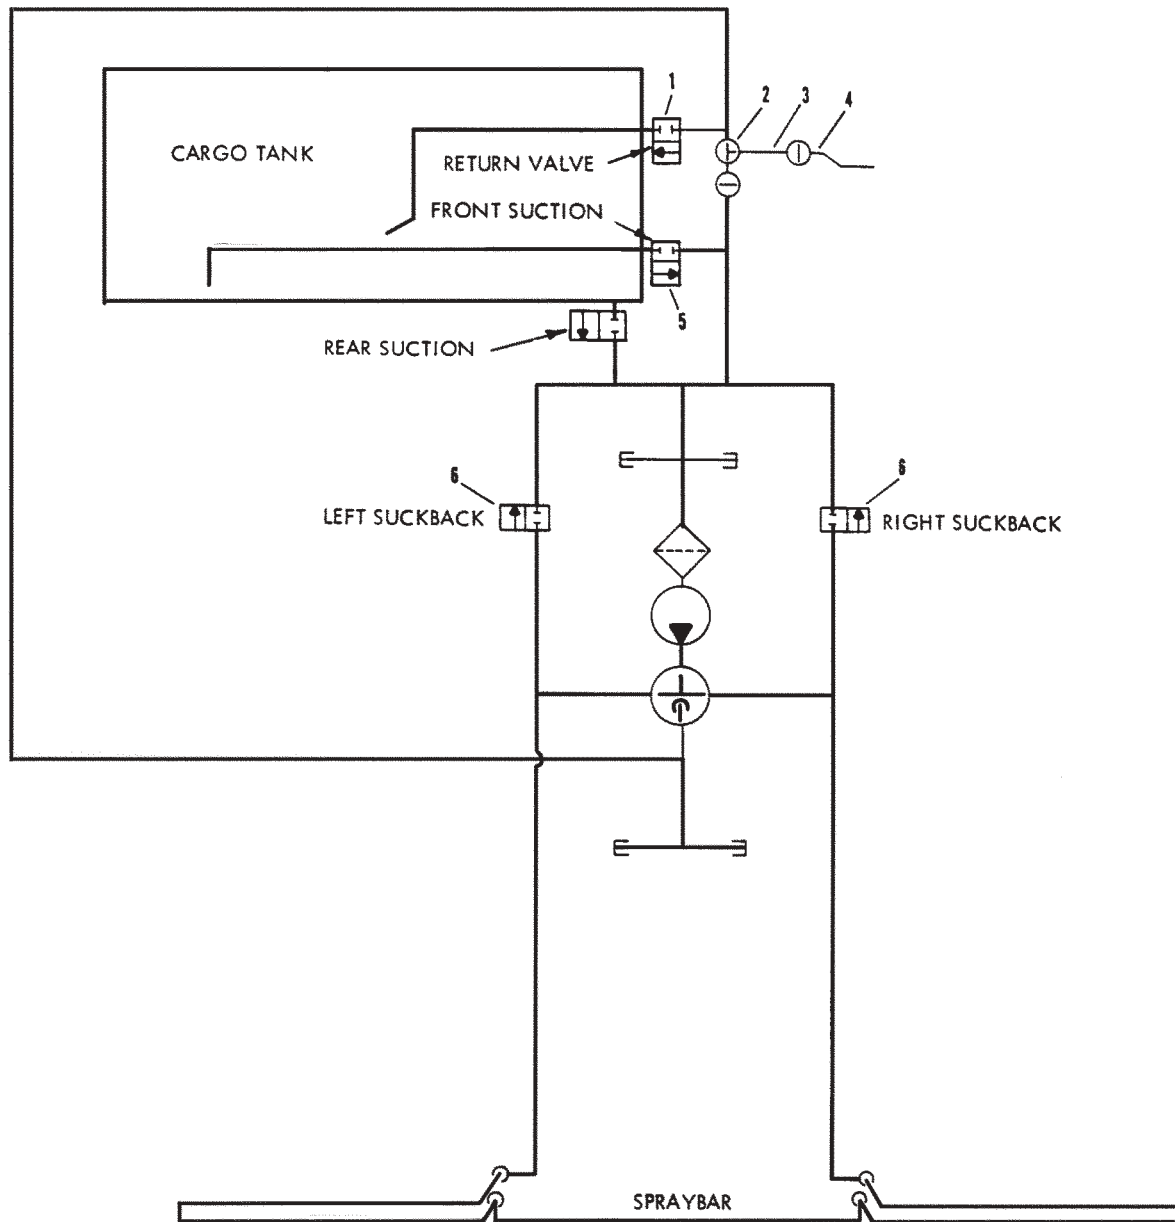 1
2
3
4
CARGO TANK
RETURN VALVE
FRONT SUCTION
5
REAR SUCTION
6
6
LEFT SUCKBACK
RIGHT SUCKBACK
SPRAYBAR